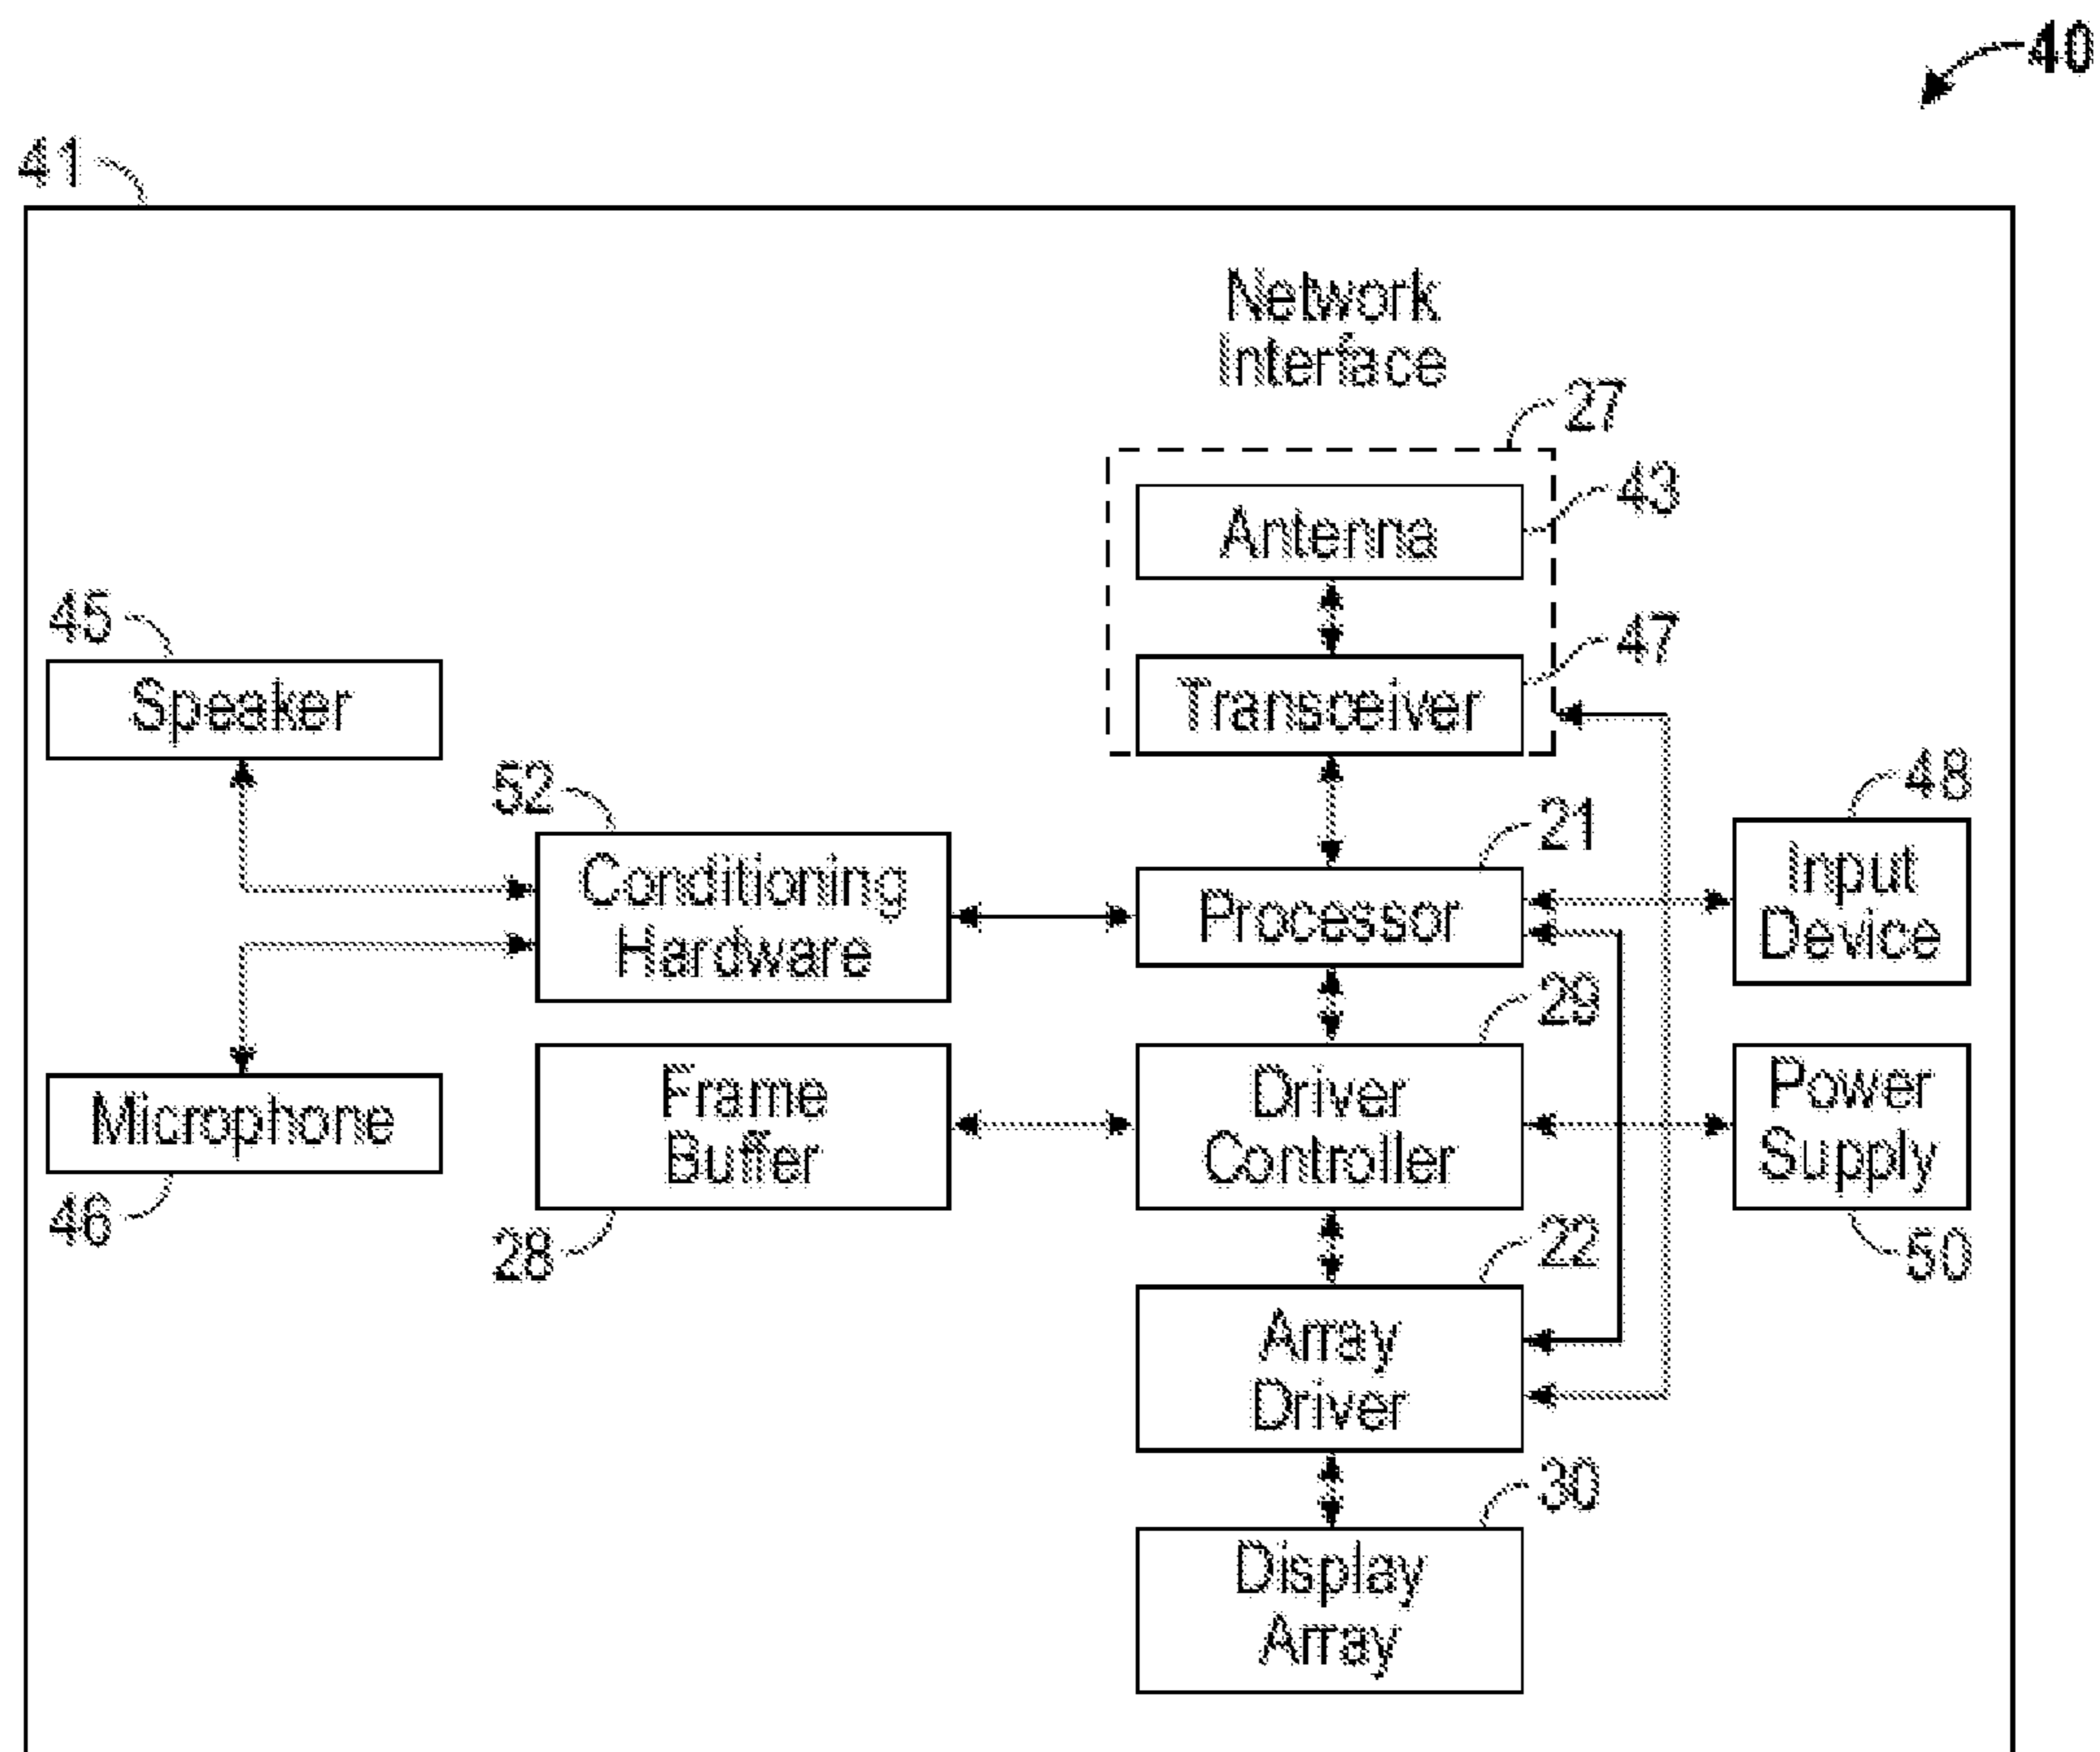 40
41
Network
Interface
27
Antenna
43
45
Speaker
Transceiver
47
52
Conditioning
Hardware
21
Processor
48
Input
Device
29
Microphone
46
Frame
Buffer
28
Driver
Controller
Power
Supply
50
22
Array
Driver
30
Display
Array